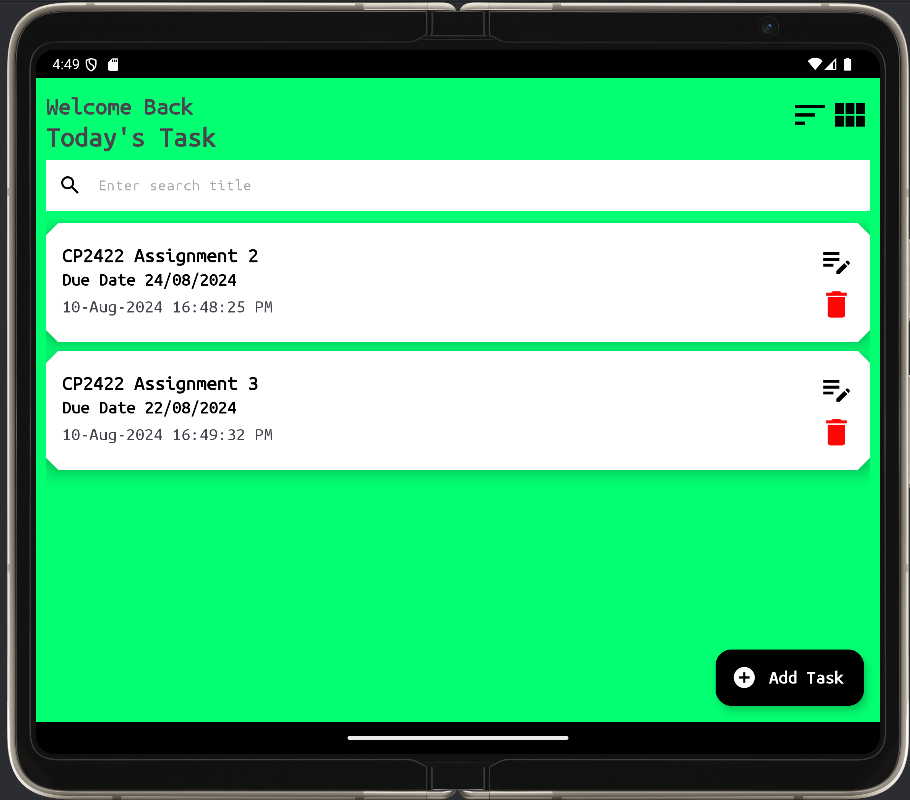 4:49
Welcome Back
Today's Task
Enter search title
CP2422 Assignment 2
Due Date 24/08/2024
10-Aug-2024 16:48:25 PM
CP2422 Assignment 3
Due Date 22/08/2024
10-Aug-2024 16:49:32 PM
Add Task